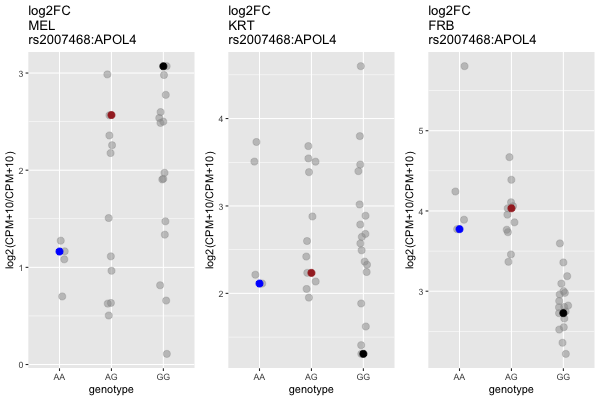 log2FC
MEL
rs2007468:APOL4
log2(CPM+10/CPM+10)
3
2
1
0
AA
AG
GG
genotype
log2FC
KRT
rs2007468:APOL4
log2(CPM+10/CPM+10)
4
3
2
AA
AG
GG
genotype
log2FC
FRB
rs2007468:APOL4
log2(CPM+10/CPM+10)
5
4
3
AA
AG
GG
genotype